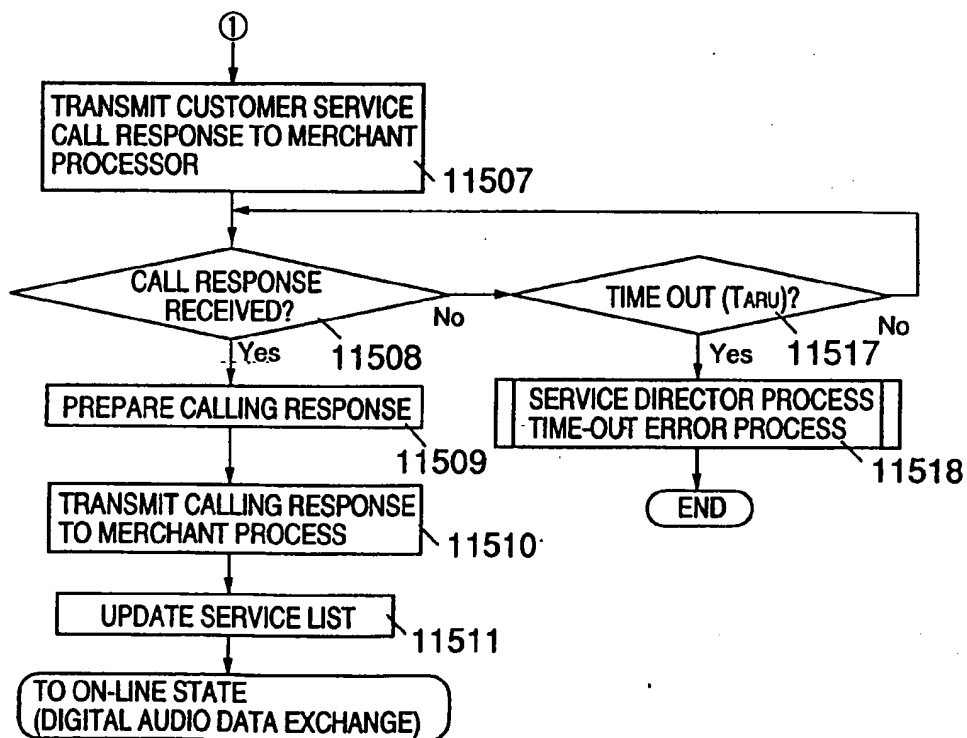 ①
TRANSMIT CUSTOMER SERVICE
CALL RESPONSE TO MERCHANT
PROCESSOR
11507
CALL RESPONSE
RECEIVED?
No
11508
Yes
TIME OUT (TARU)?
No
11517
Yes
PREPARE CALLING RESPONSE
11509
SERVICE DIRECTOR PROCESS
TIME-OUT ERROR PROCESS
11518
END
TRANSMIT CALLING RESPONSE
TO MERCHANT PROCESS
11510
UPDATE SERVICE LIST
11511
TO ON-LINE STATE
(DIGITAL AUDIO DATA EXCHANGE)